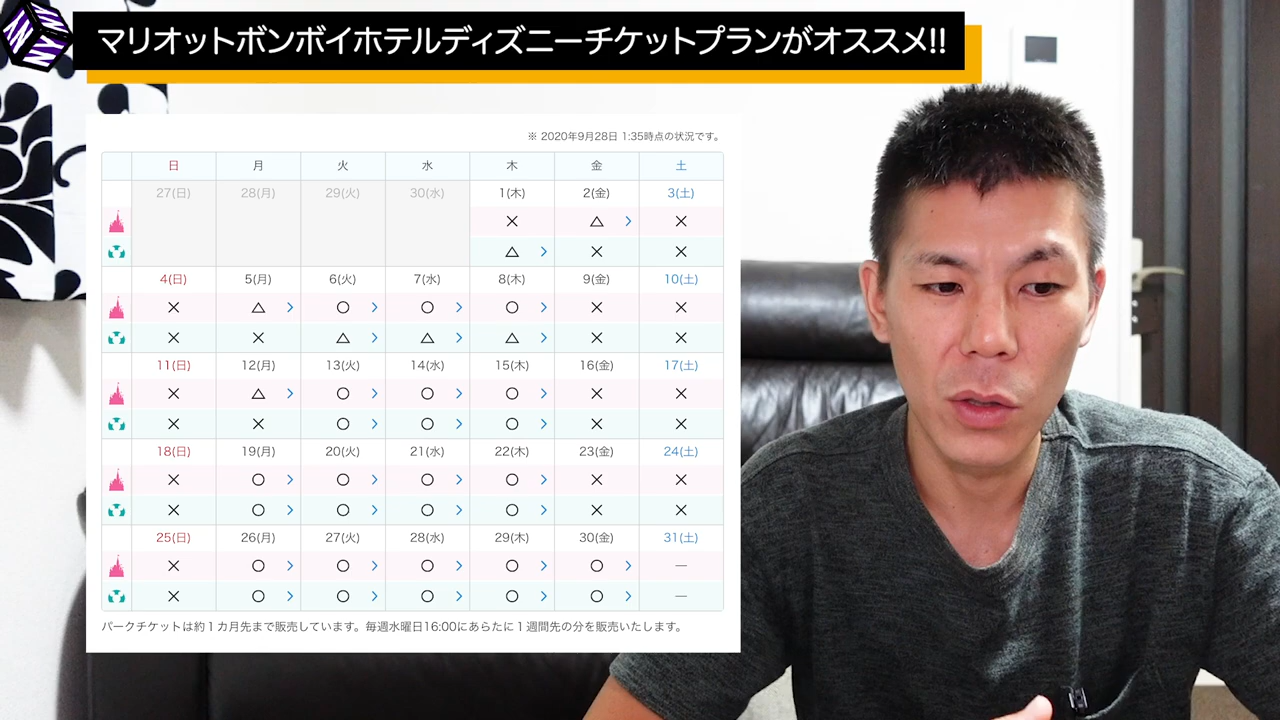 マリオットボンボイホテルディズニーチケットプランがオススメ!!
※ 2020年9月28日 1:35時点の状況です。
日 月 火 水 木 金 土
27(日) 28(月) 29(火) 30(水) 1(木) 2(金) 3(土)
× △ > ×
△ > × ×
4(日) 5(月) 6(火) 7(水) 8(木) 9(金) 10(土)
× △ > ○ > ○ > ○ > × ×
× × △ > △ > △ > × ×
11(日) 12(月) 13(火) 14(水) 15(木) 16(金) 17(土)
× △ > ○ > ○ > ○ > × ×
× × ○ > ○ > ○ > × ×
18(日) 19(月) 20(火) 21(水) 22(木) 23(金) 24(土)
× ○ > ○ > ○ > ○ > × ×
× ○ > ○ > ○ > ○ > × ×
25(日) 26(月) 27(火) 28(水) 29(木) 30(金) 31(土)
× ○ > ○ > ○ > ○ > ○ > —
× ○ > ○ > ○ > ○ > ○ > —
パークチケットは約1カ月先まで販売しています。毎週水曜日16:00にあらたに1週間先の分を販売いたします。